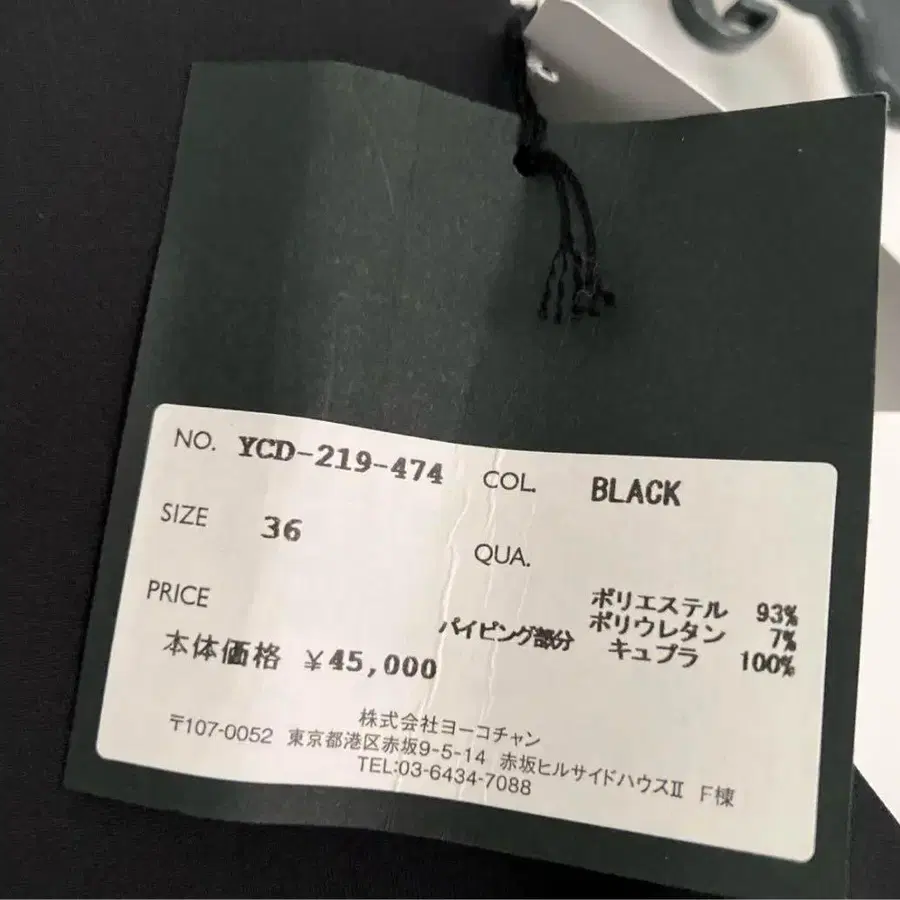 NO. YCD-219-474 COL. BLACK
SIZE 36
QUA.
ポリエステル 93%
ポリウレタン 7%
パイピング部分 キュプラ 100%
PRICE
本体価格 ¥45,000
株式会社ヨーコチャン
〒107-0052 東京都港区赤坂9-5-14 赤坂ヒルサイドハウスⅡ F棟
TEL:03-6434-7088